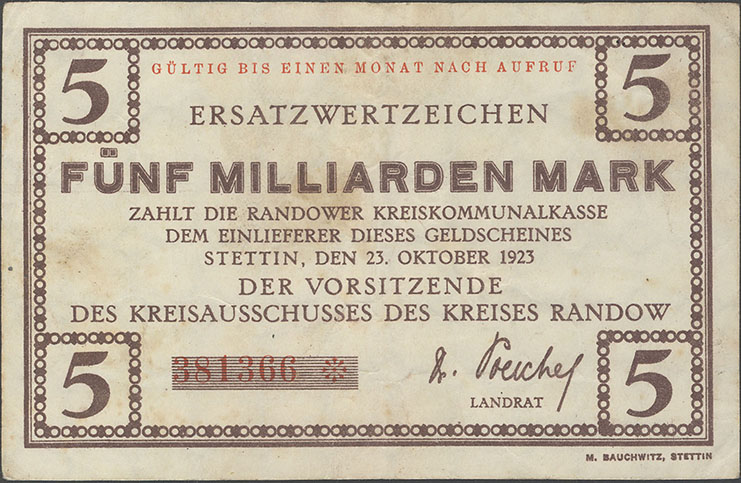 5 GÜLTIG BIS EINEN MONAT NACH AUFRUF 5
ERSATZWERTZEICHEN
FÜNF MILLIARDEN MARK
ZAHLT DIE RANDOWER KREISKOMMUNALKASSE
DEM EINLIEFERER DIESES GELDSCHEINES
STETTIN, DEN 23. OKTOBER 1923
DER VORSITZENDE
DES KREISAUSSCHUSSES DES KREISES RANDOW
5 381366 5
LANDRAT
M. BAUCHWITZ, STETTIN